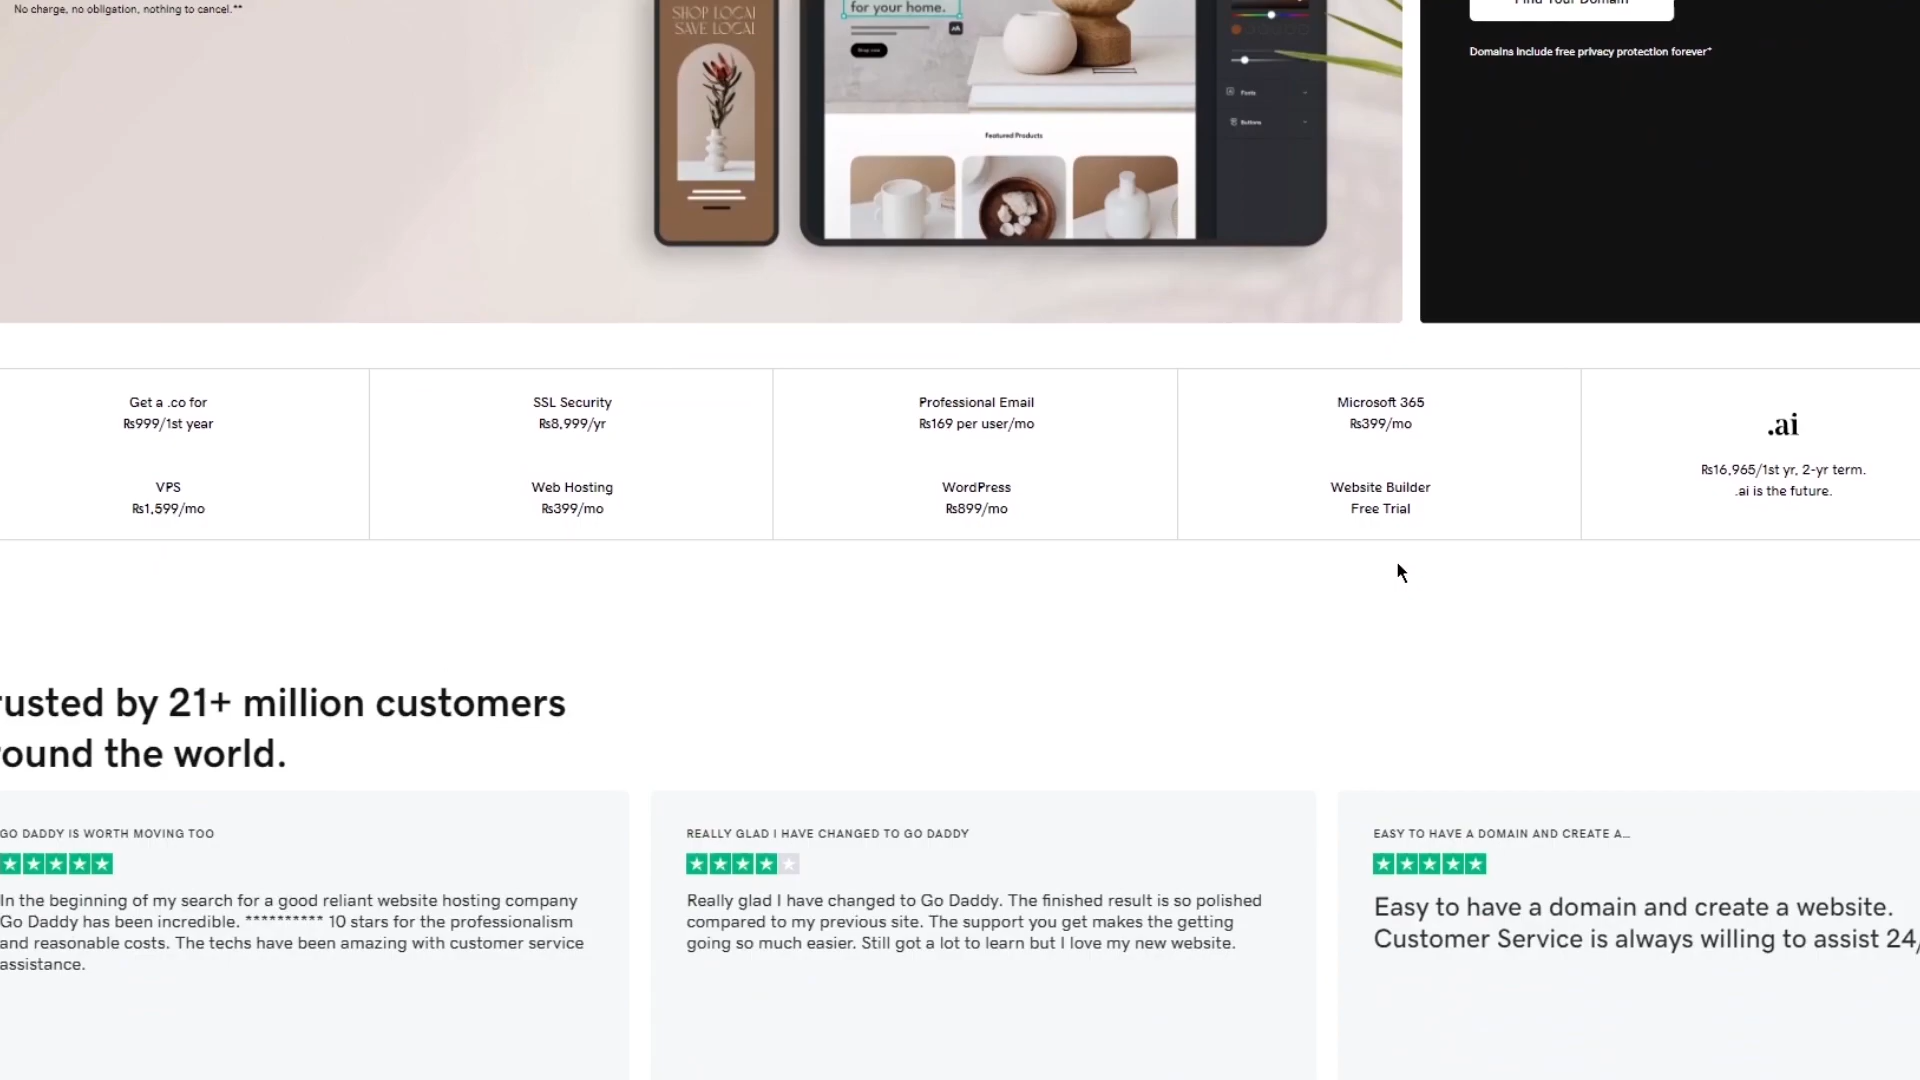 No charge, no obligation, nothing to cancel.**
SHOP LOCAL
SAVE LOCAL
for your home.
Shop now
Featured Products
Fonts
Buttons
Find Your Domain
Domains include free privacy protection forever*
Get a .co for
₨999/1st year
SSL Security
₨8,999/yr
Professional Email
₨169 per user/mo
Microsoft 365
₨399/mo
.ai
₨16,965/1st yr, 2-yr term.
.ai is the future.
VPS
₨1,599/mo
Web Hosting
₨399/mo
WordPress
₨899/mo
Website Builder
Free Trial
rusted by 21+ million customers
round the world.
GO DADDY IS WORTH MOVING TOO
In the beginning of my search for a good reliant website hosting company
Go Daddy has been incredible. ********** 10 stars for the professionalism
and reasonable costs. The techs have been amazing with customer service
assistance.
REALLY GLAD I HAVE CHANGED TO GO DADDY
Really glad I have changed to Go Daddy. The finished result is so polished
compared to my previous site. The support you get makes the getting
going so much easier. Still got a lot to learn but I love my new website.
EASY TO HAVE A DOMAIN AND CREATE A...
Easy to have a domain and create a website.
Customer Service is always willing to assist 24/